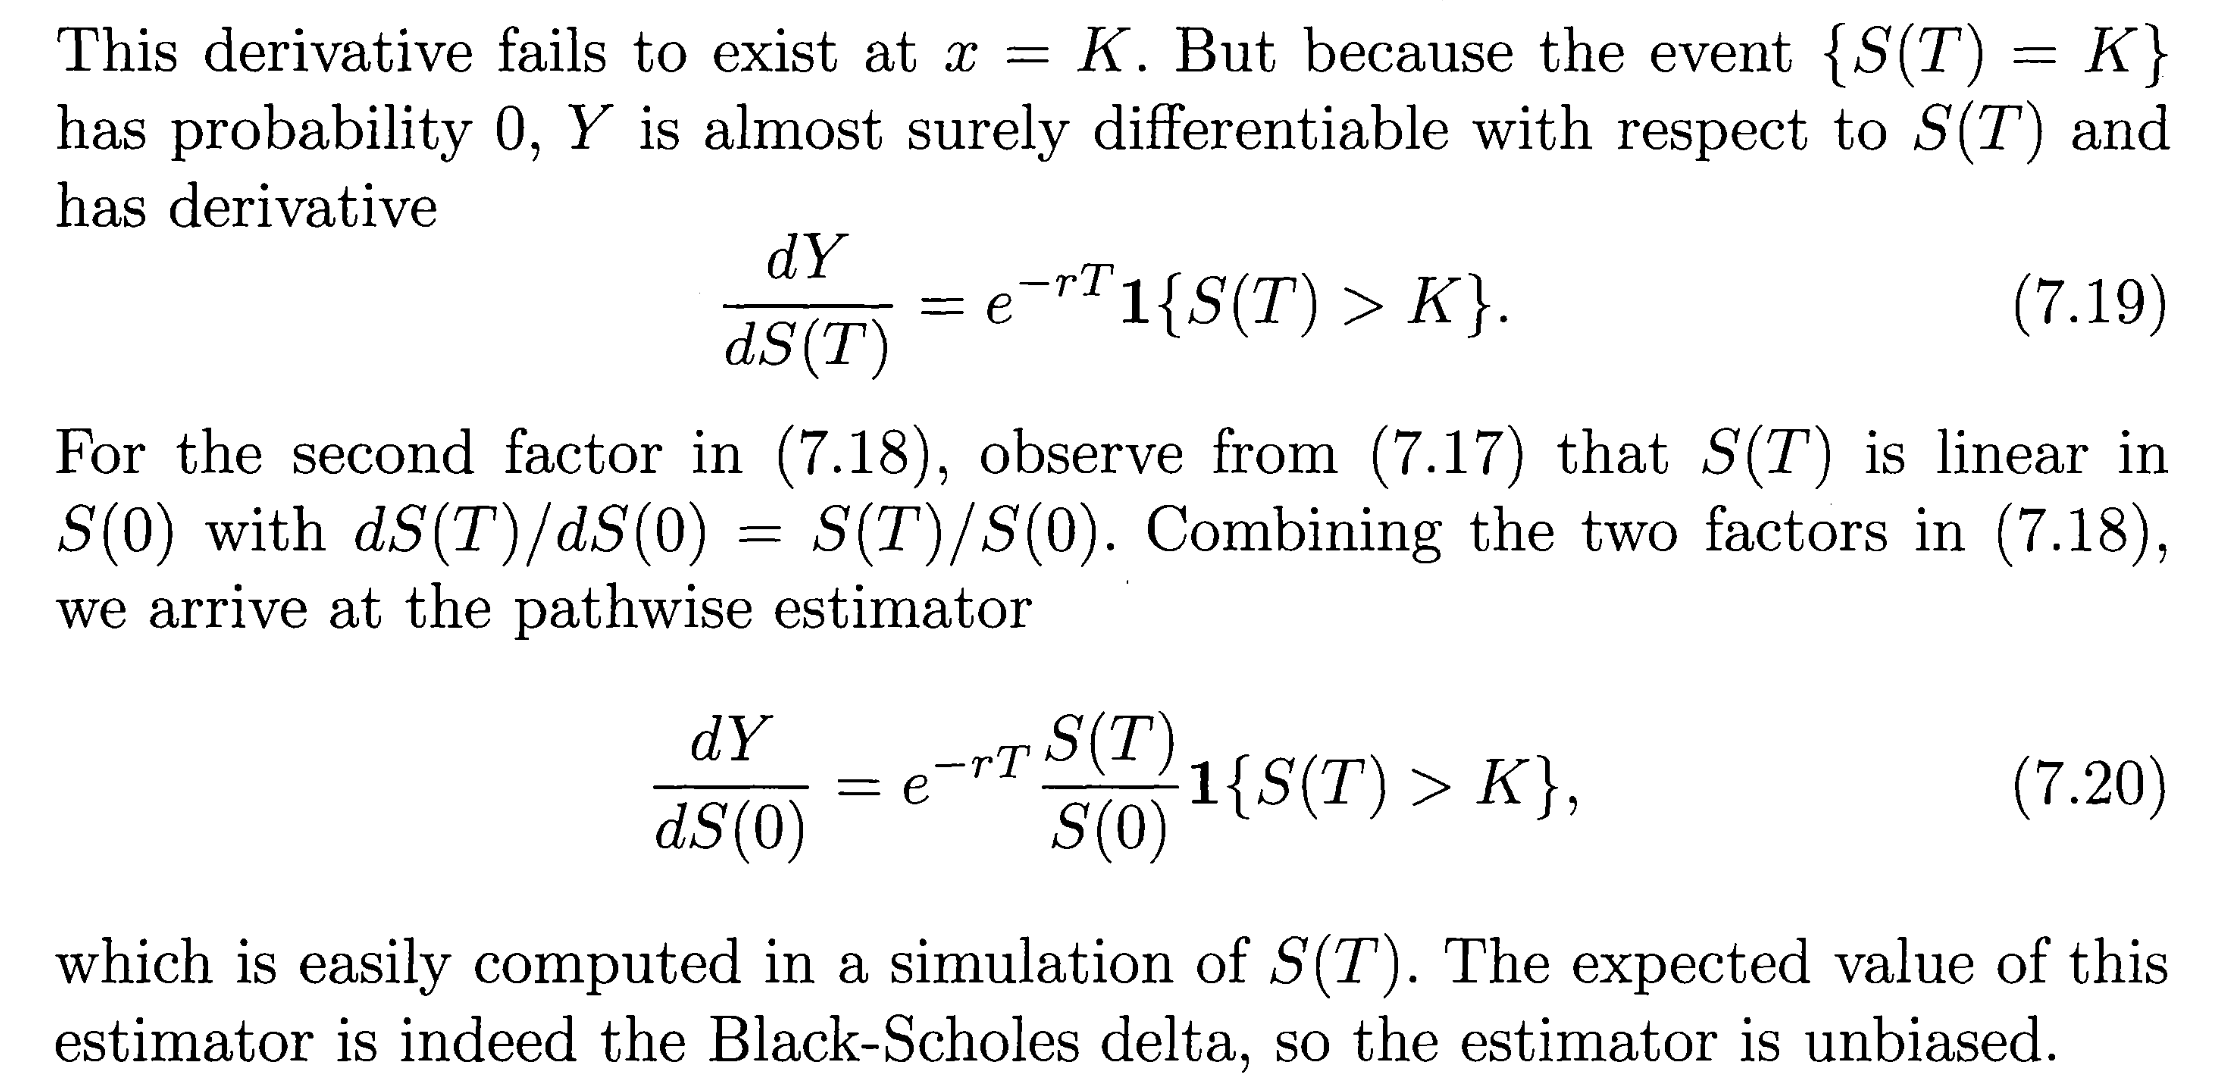 This derivative fails to exist at x = K. But because the event {S(T) = K}
has probability 0, Y is almost surely differentiable with respect to S(T) and
has derivative
dY/dS(T) = e^{−rT} 1{S(T) > K}. (7.19)
For the second factor in (7.18), observe from (7.17) that S(T) is linear in
S(0) with dS(T)/dS(0) = S(T)/S(0). Combining the two factors in (7.18),
we arrive at the pathwise estimator
dY/dS(0) = e^{−rT} S(T)/S(0) 1{S(T) > K}, (7.20)
which is easily computed in a simulation of S(T). The expected value of this
estimator is indeed the Black-Scholes delta, so the estimator is unbiased.